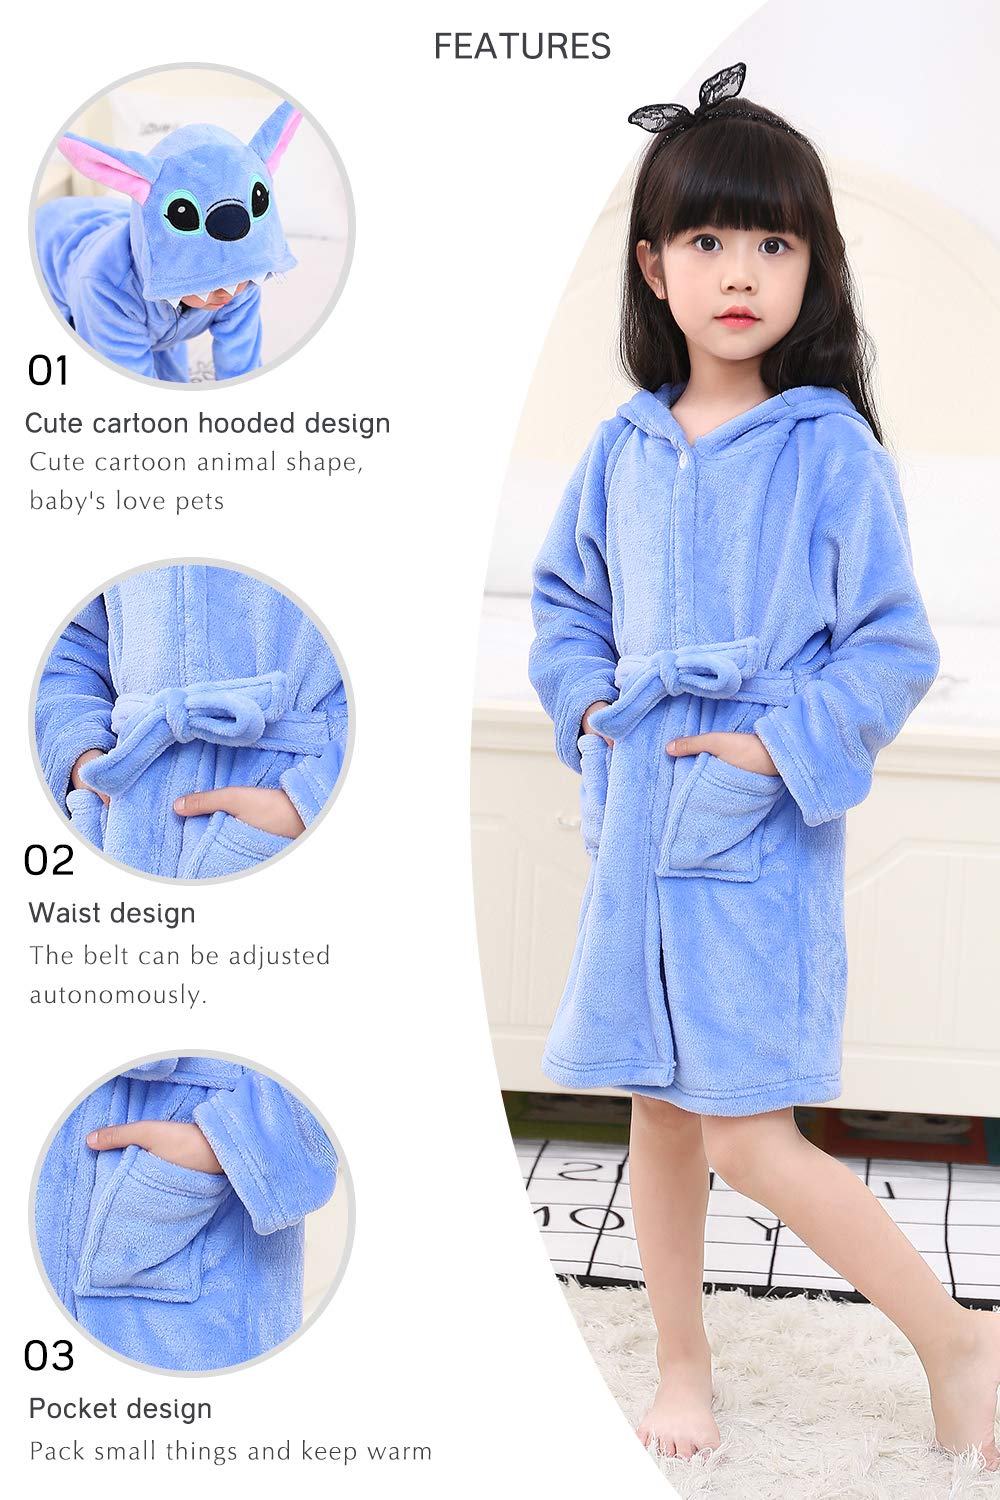 FEATURES
01
Cute cartoon hooded design
Cute cartoon animal shape,
baby's love pets
02
Waist design
The belt can be adjusted
autonomously.
03
Pocket design
Pack small things and keep warm